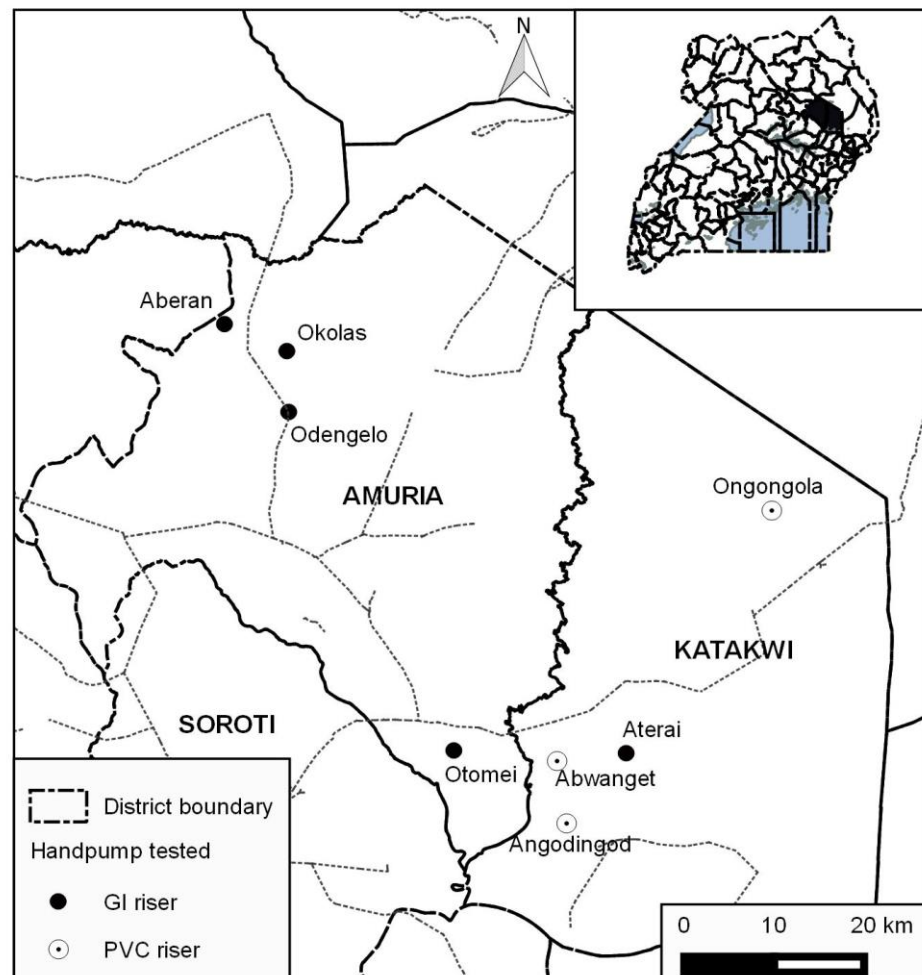 N
Aberan
Okolas
Odengelo
AMURIA
Ongongola
KATAKWI
SOROTI
Aterai
Otomei
Abwanget
Angodingod
District boundary
Handpump tested
GI riser
PVC riser
0 10 20 km